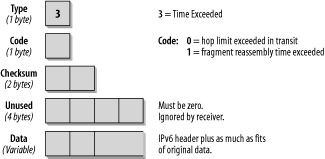 Type
(1 byte)
3
3 = Time Exceeded
Code
(1 byte)
Code: 0 = hop limit exceeded in transit
1 = fragment reassembly time exceeded
Checksum
(2 bytes)
Unused
(4 bytes)
Must be zero.
Ignored by receiver.
Data
(Variable)
IPv6 header plus as much as fits
of original data.